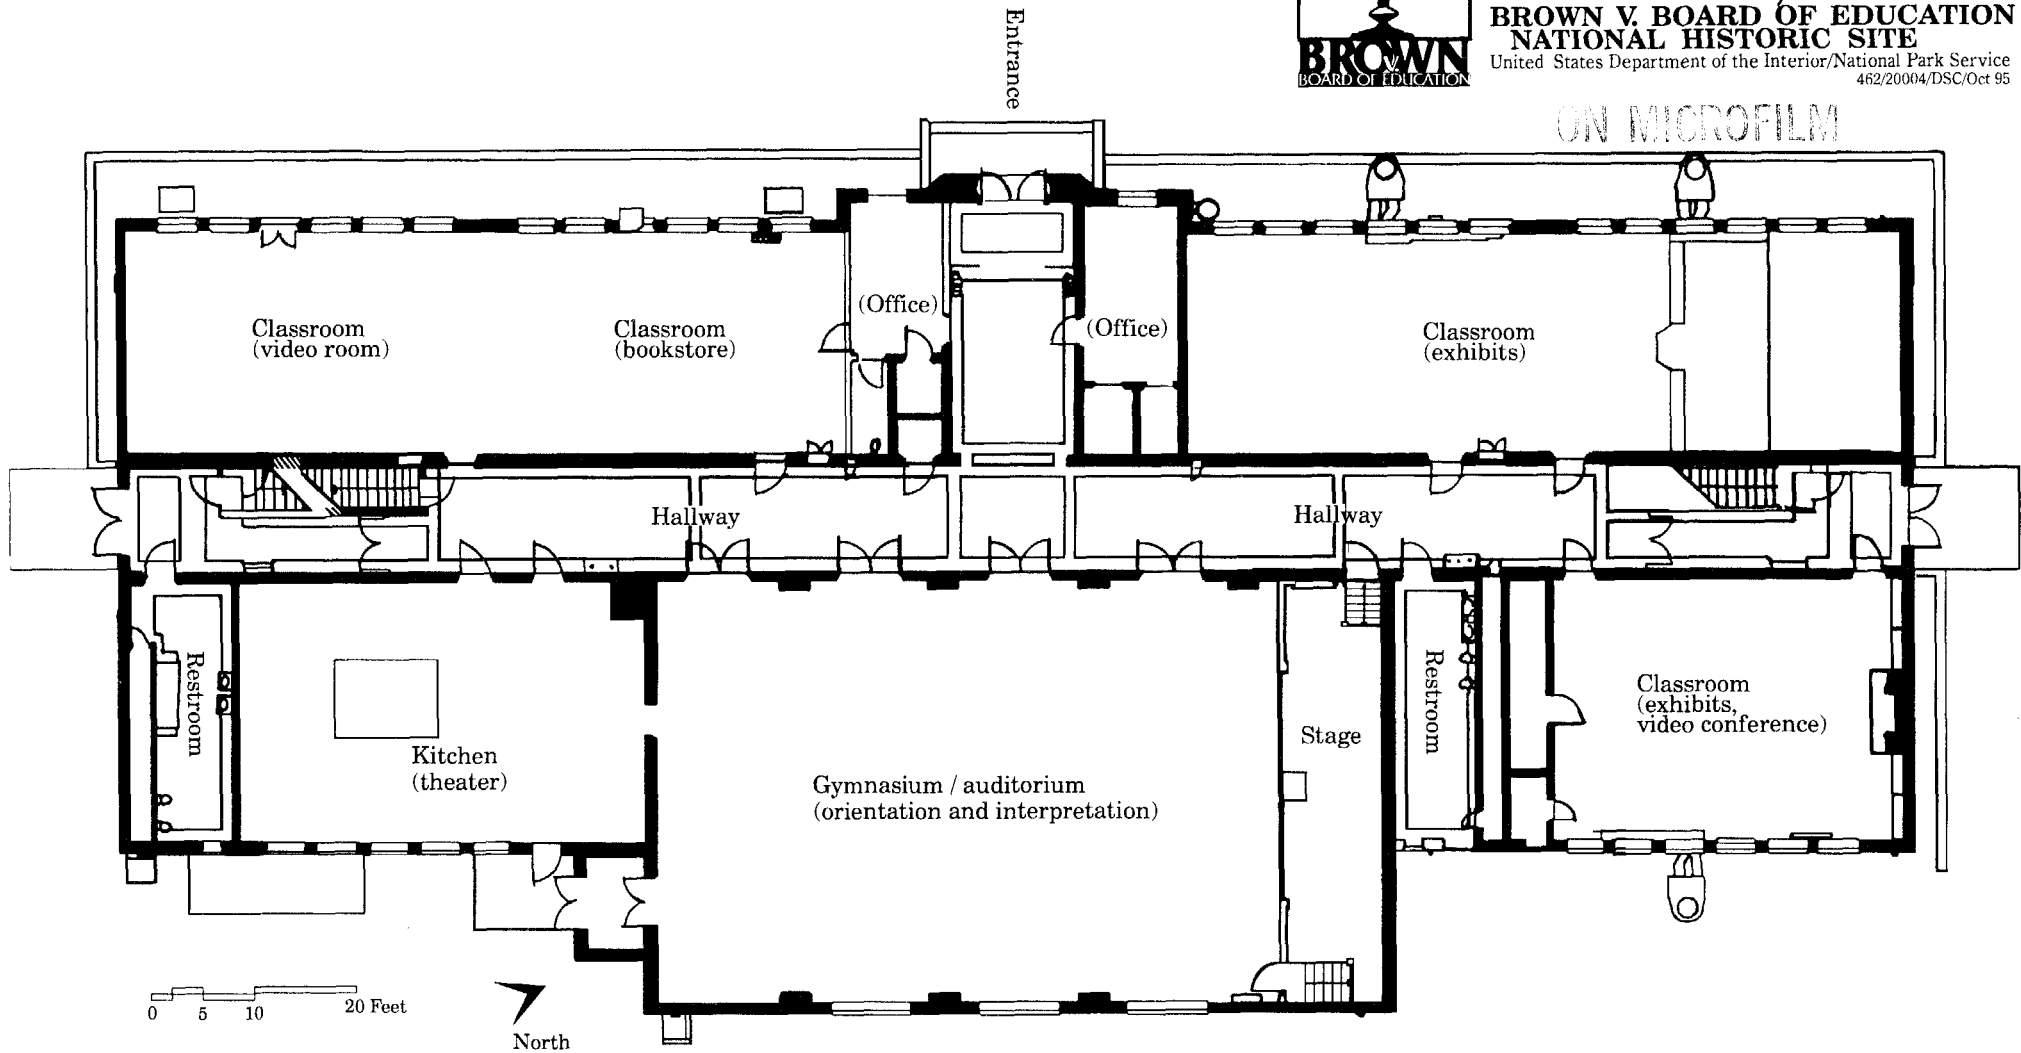 Entrance
BROWN V. BOARD OF EDUCATION
NATIONAL HISTORIC SITE
United States Department of the Interior/National Park Service
462/20004/DSC/Oct 95
BROWN
V.
BOARD OF EDUCATION
ON MICROFILM
(Office)
(Office)
Classroom
(video room)
Classroom
(bookstore)
Classroom
(exhibits)
Hallway
Hallway
Restroom
Kitchen
(theater)
Gymnasium / auditorium
(orientation and interpretation)
Stage
Restroom
Classroom
(exhibits,
video conference)
0 5 10 20 Feet
North